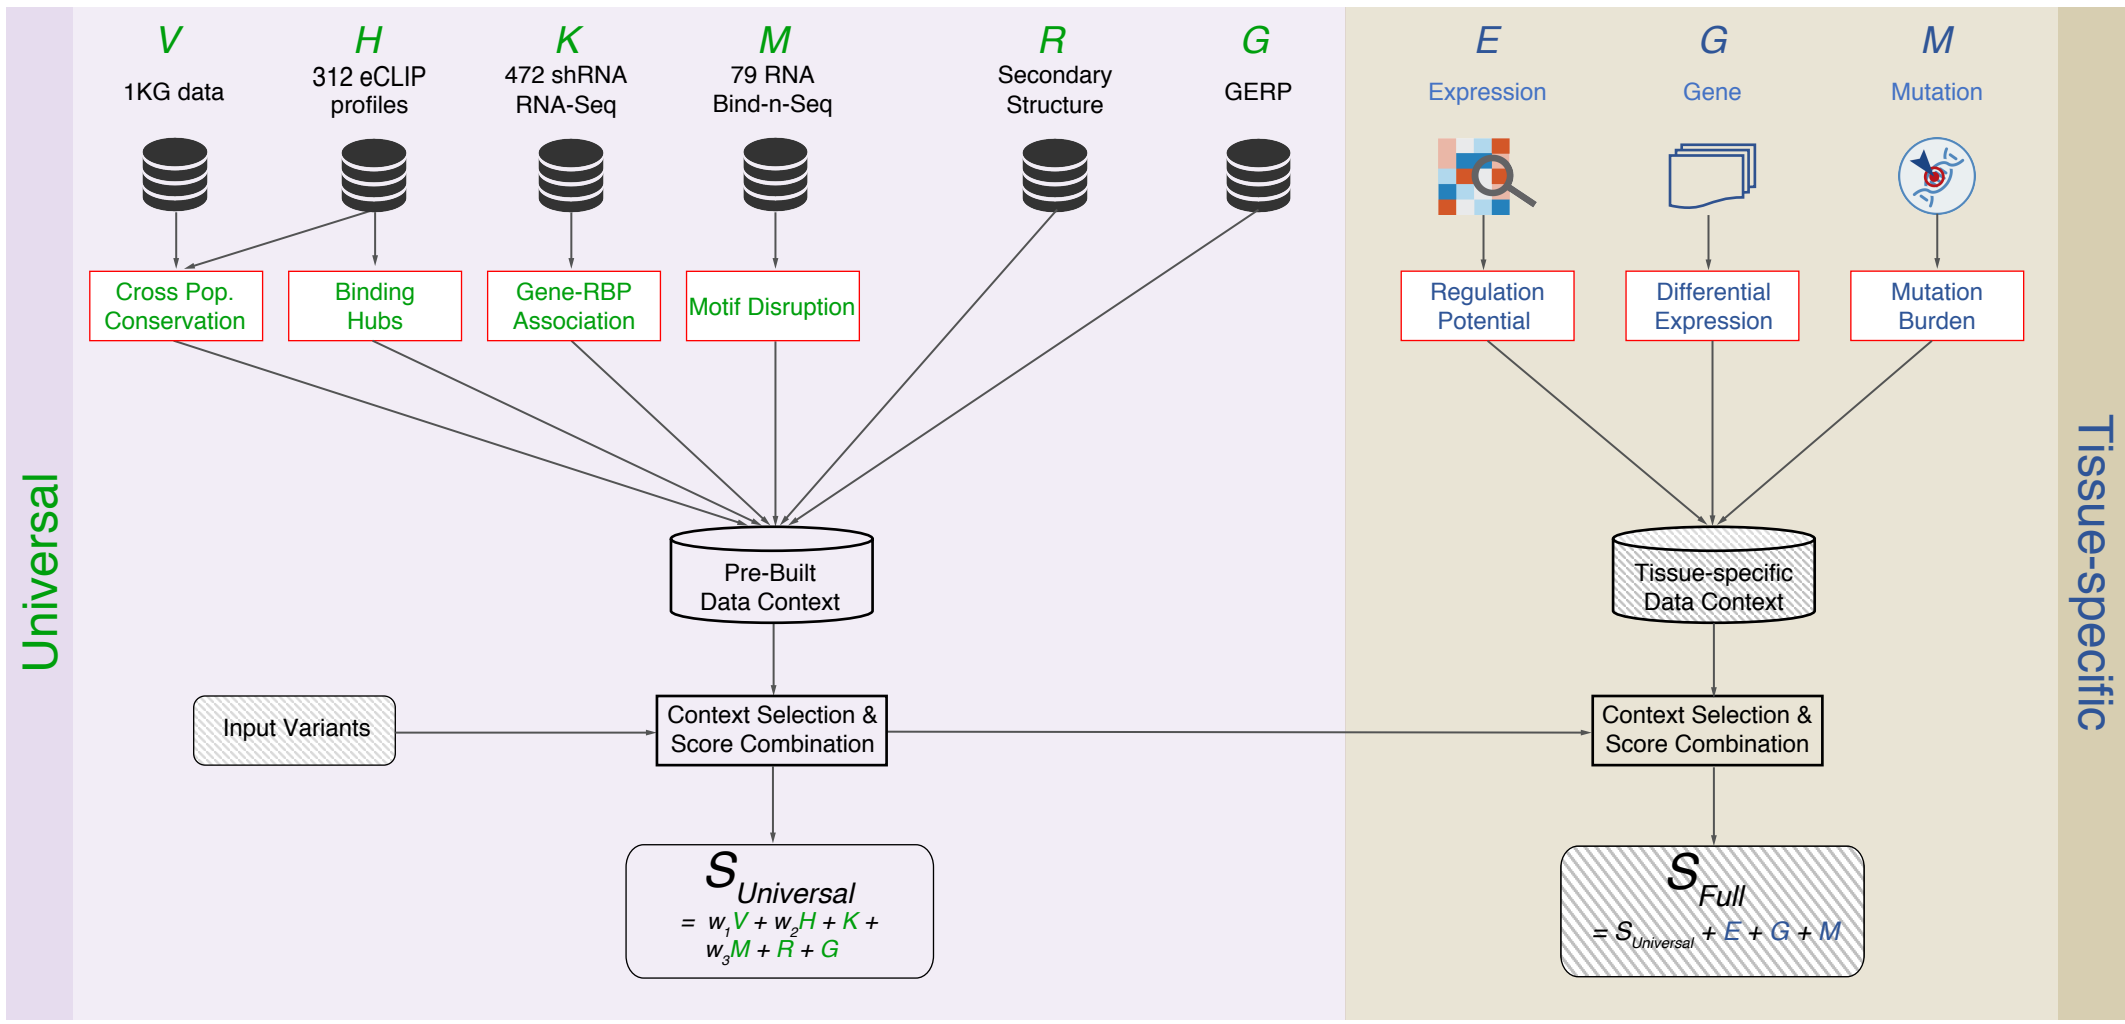 V
H
K
M
R
G
E
G
M
1KG data
312 eCLIP
profiles
472 shRNA
RNA-Seq
79 RNA
Bind-n-Seq
Secondary
Structure
GERP
Expression
Gene
Mutation
Cross Pop.
Conservation
Binding
Hubs
Gene-RBP
Association
Motif Disruption
Regulation
Potential
Differential
Expression
Mutation
Burden
Universal
Tissue-specific
Pre-Built
Data Context
Tissue-specific
Data Context
Input Variants
Context Selection &
Score Combination
Context Selection &
Score Combination
S Universal
= w1V + w2H + K +
w3M + R + G
S Full
= S Universal + E + G + M